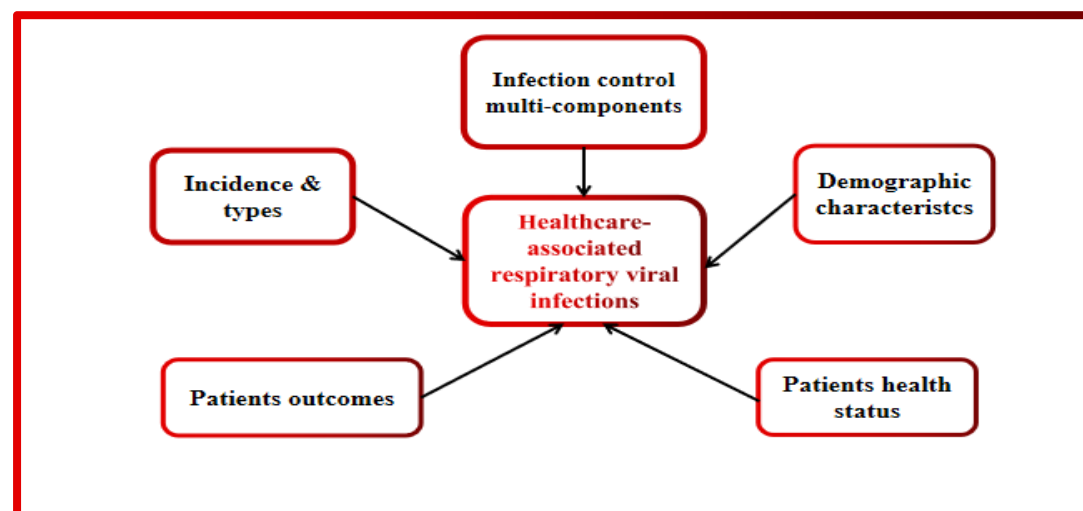 Infection control
multi-components
Incidence &
types
Demographic
characteristcs
Healthcare-
associated
respiratory viral
infections
Patients outcomes
Patients health
status